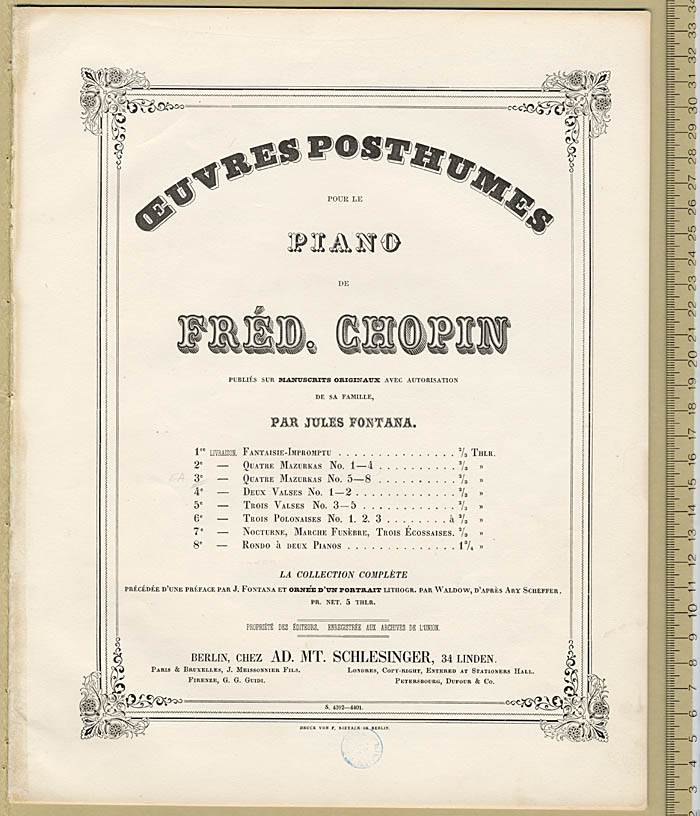 ŒUVRES POSTHUMES
POUR LE
PIANO
DE
FRÉD. CHOPIN
PUBLIÉS SUR MANUSCRITS ORIGINAUX AVEC AUTORISATION
DE SA FAMILLE,
PAR JULES FONTANA.
1re LIVRAISON. FANTAISIE-IMPROMPTU . . . . . . . . . . . . . . . 2/3 THLR.
2e — QUATRE MAZURKAS No. 1—4 . . . . . . . . . . 2/3 "
3e — QUATRE MAZURKAS No. 5—8 . . . . . . . . . . 2/3 "
4e — DEUX VALSES No. 1—2 . . . . . . . . . . . . . 2/3 "
5e — TROIS VALSES No. 3—5 . . . . . . . . . . . . 2/3 "
6e — TROIS POLONAISES No. 1. 2. 3 . . . . . . . . à 2/3 "
7e — NOCTURNE, MARCHE FUNÈBRE, TROIS ÉCOSSAISES. 2/3 "
8e — RONDO À DEUX PIANOS . . . . . . . . . . . . . "
LA COLLECTION COMPLÈTE
PRÉCÉDÉE D'UNE PRÉFACE PAR J. FONTANA ET ORNÉE D'UN PORTRAIT LITHOGR. PAR WALDOW, D'APRÈS ARY SCHEFFER.
PR. NET. 5 THLR.
PROPRIÉTÉ DES ÉDITEURS. ENREGISTRÉE AUX ARCHIVES DE L'UNION.
BERLIN, CHEZ AD. MT. SCHLESINGER, 34 LINDEN.
PARIS & BRUXELLES, J. MEISSONNIER FILS. LONDRES, COPY-RIGHT, ENTERED AT STATIONERS HALL.
FIRENZE, G. G. GUIDI. PETERSBOURG, DUFOUR & CO.
S. 4392—4401.
DRUCK VON BERLIN.